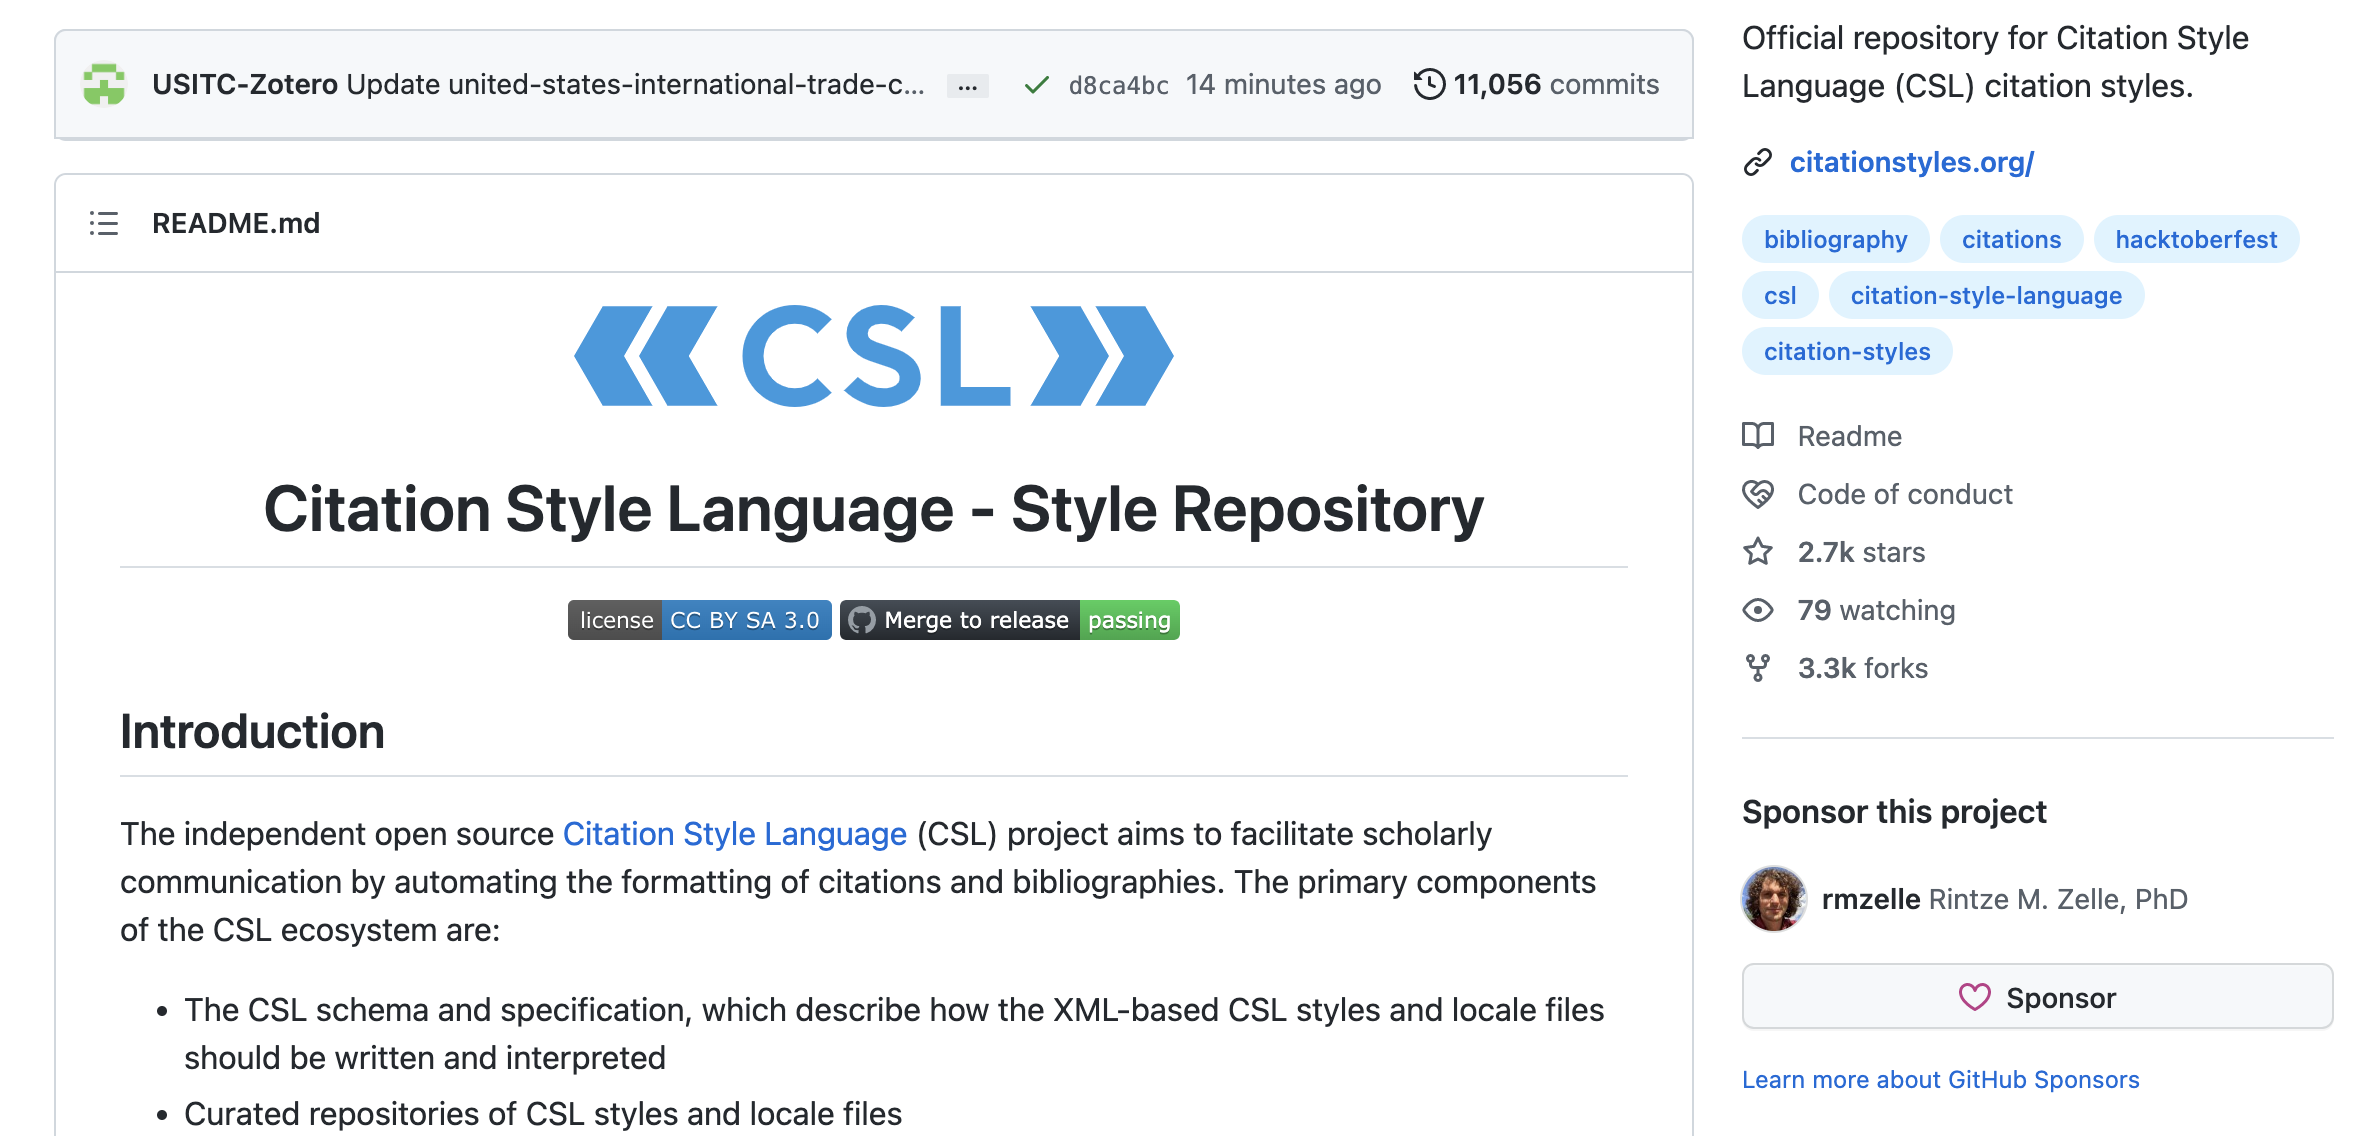 USITC-Zotero Update united-states-international-trade-c... ... d8ca4bc 14 minutes ago 11,056 commits
README.md
CSL
Citation Style Language - Style Repository
license CC BY SA 3.0 Merge to release passing
Introduction
The independent open source Citation Style Language (CSL) project aims to facilitate scholarly
communication by automating the formatting of citations and bibliographies. The primary components
of the CSL ecosystem are:
• The CSL schema and specification, which describe how the XML-based CSL styles and locale files
should be written and interpreted
• Curated repositories of CSL styles and locale files
Official repository for Citation Style
Language (CSL) citation styles.
citationstyles.org/
bibliography citations hacktoberfest
csl citation-style-language
citation-styles
Readme
Code of conduct
2.7k stars
79 watching
3.3k forks
Sponsor this project
rmzelle Rintze M. Zelle, PhD
Sponsor
Learn more about GitHub Sponsors